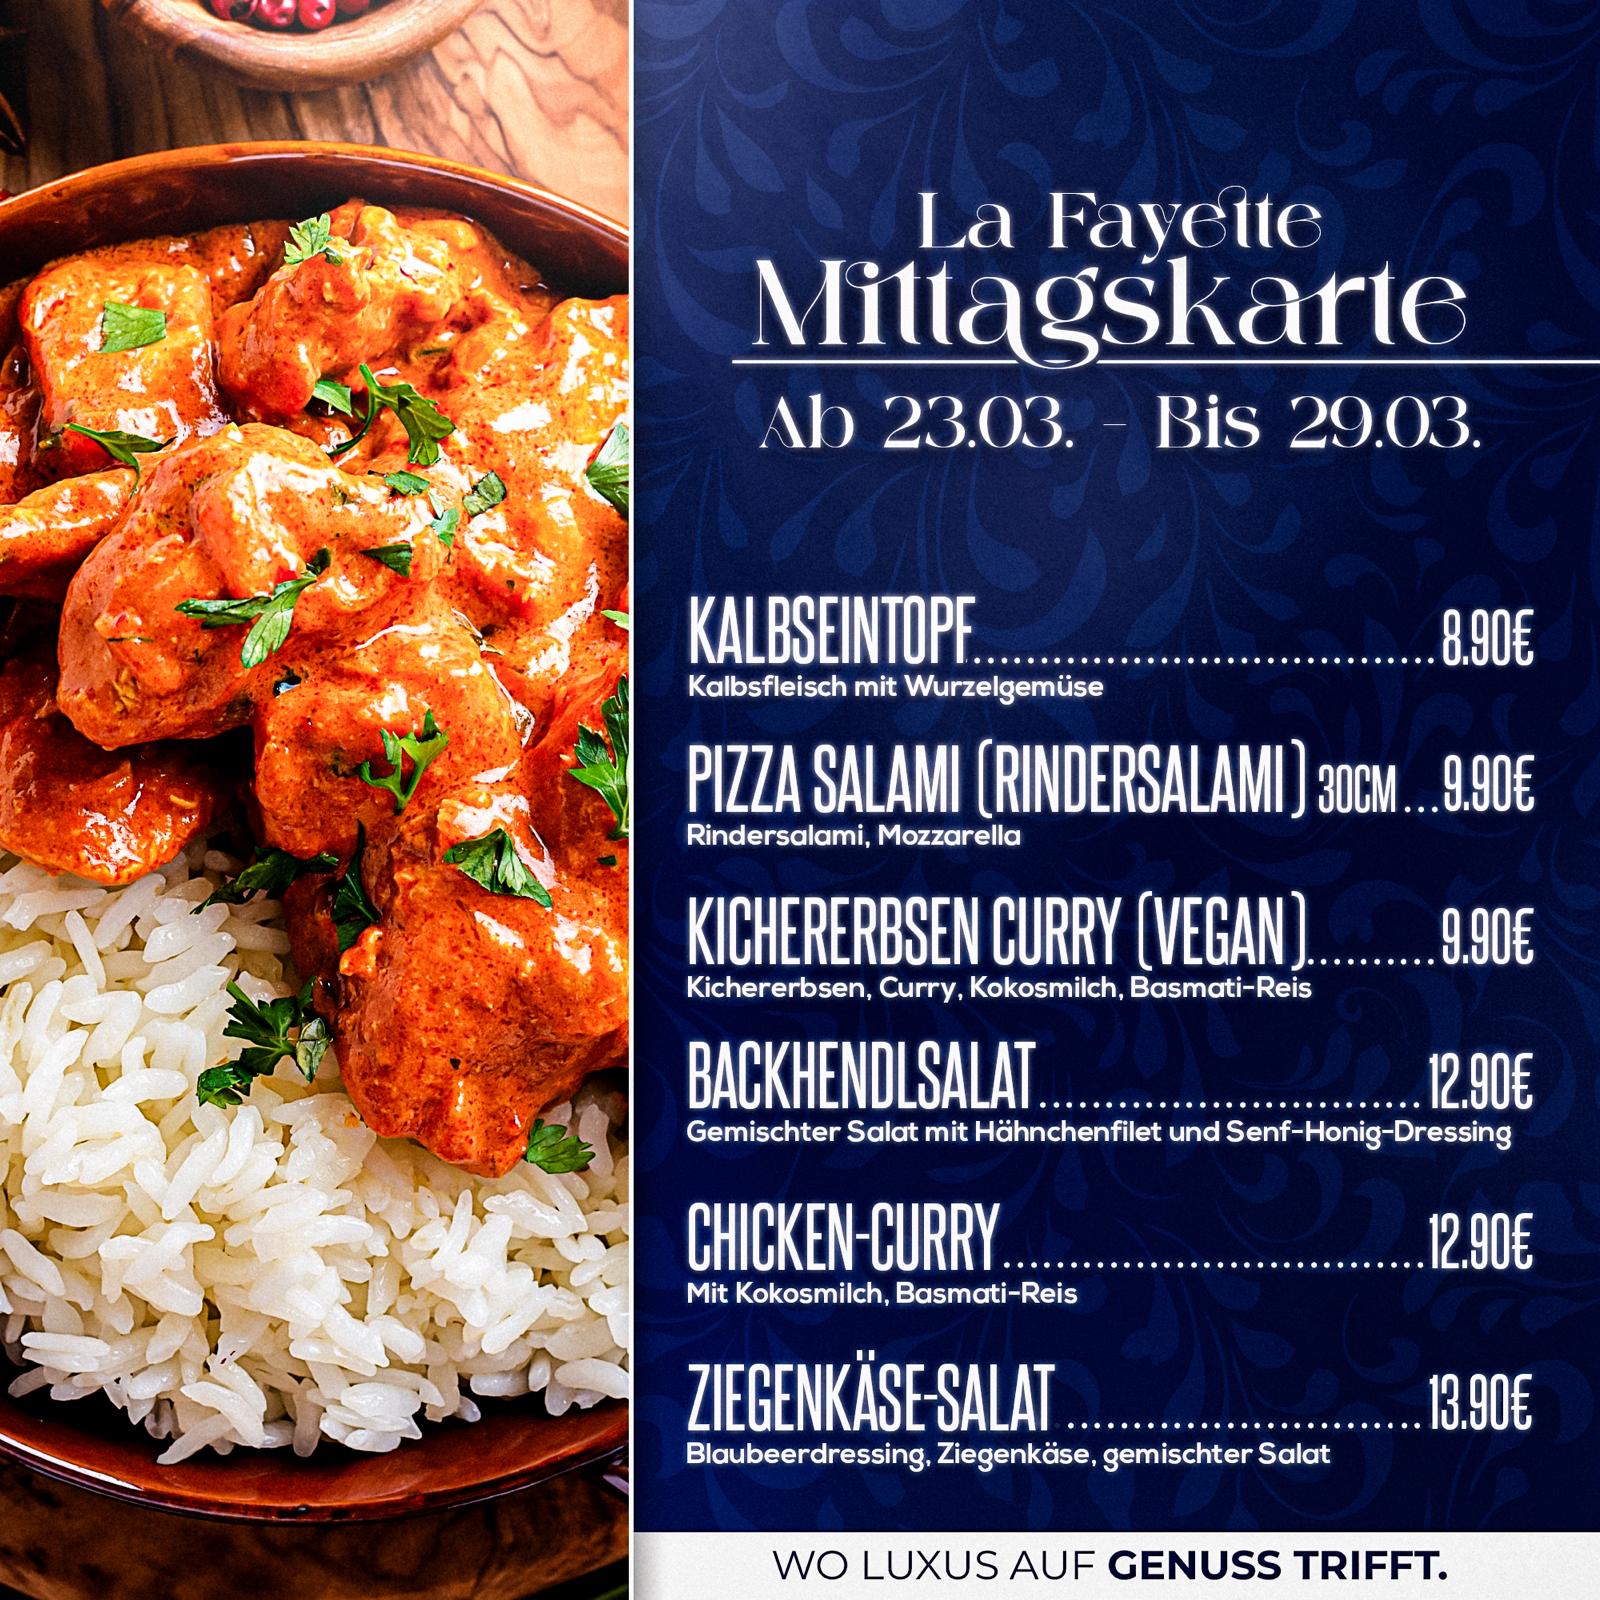 La Fayette
Mittagskarte
Ab 23.03. - Bis 29.03.
KALBSEINTOPF........................................8.90€
Kalbsfleisch mit Wurzelgemüse
PIZZA SALAMI (RINDERSALAMI) 30CM...9.90€
Rindersalami, Mozzarella
KICHERERBSEN CURRY (VEGAN)..........9.90€
Kichererbsen, Curry, Kokosmilch, Basmati-Reis
BACKHENDLSALAT.............................12.90€
Gemischter Salat mit Hähnchenfilet und Senf-Honig-Dressing
CHICKEN-CURRY................................12.90€
Mit Kokosmilch, Basmati-Reis
ZIEGENKÄSE-SALAT...........................13.90€
Blaubeerdressing, Ziegenkäse, gemischter Salat
WO LUXUS AUF GENUSS TRIFFT.